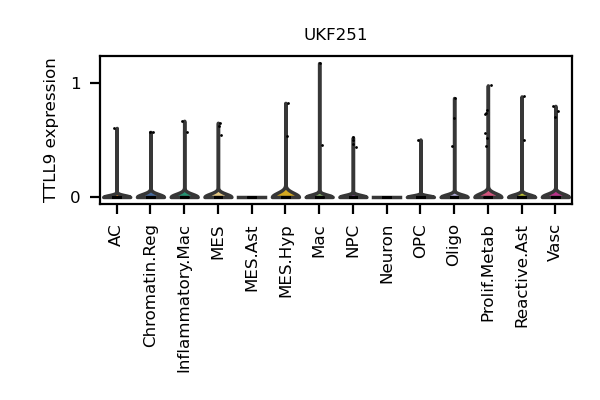 UKF251
TTLL9 expression
1
0
AC
Chromatin.Reg
Inflammatory.Mac
MES
MES.Ast
MES.Hyp
Mac
NPC
Neuron
OPC
Oligo
Prolif.Metab
Reactive.Ast
Vasc